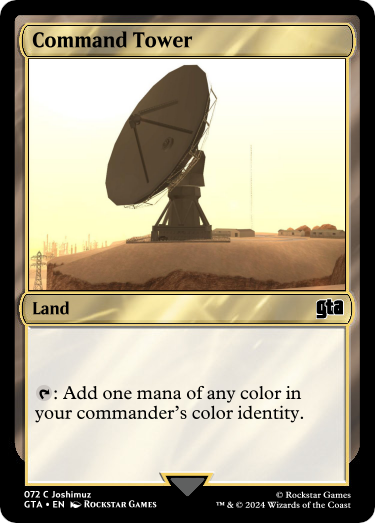 Command Tower
Land
gta
: Add one mana of any color in
your commander's color identity.
072 C Joshimuz
GTA • EN Rockstar Games
© Rockstar Games
™ & © 2024 Wizards of the Coast